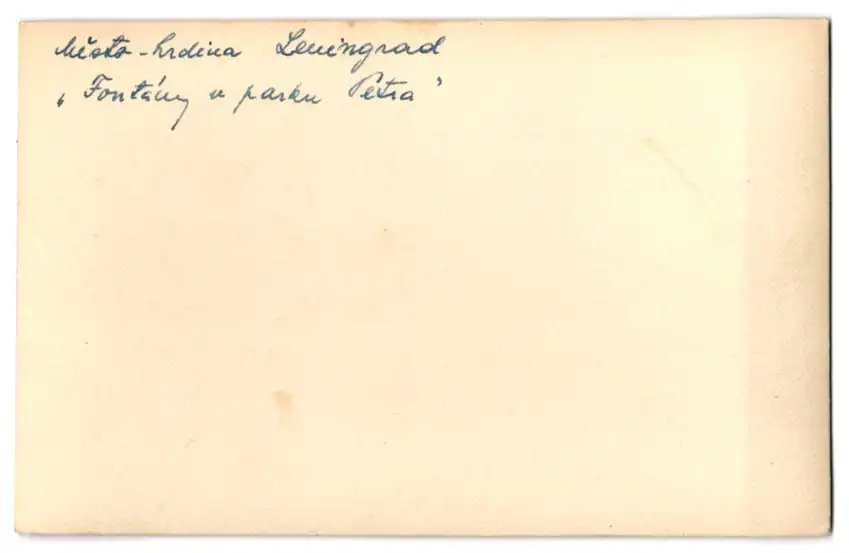 Město-hrdina Leningrad
„Fontány v parku Petra"